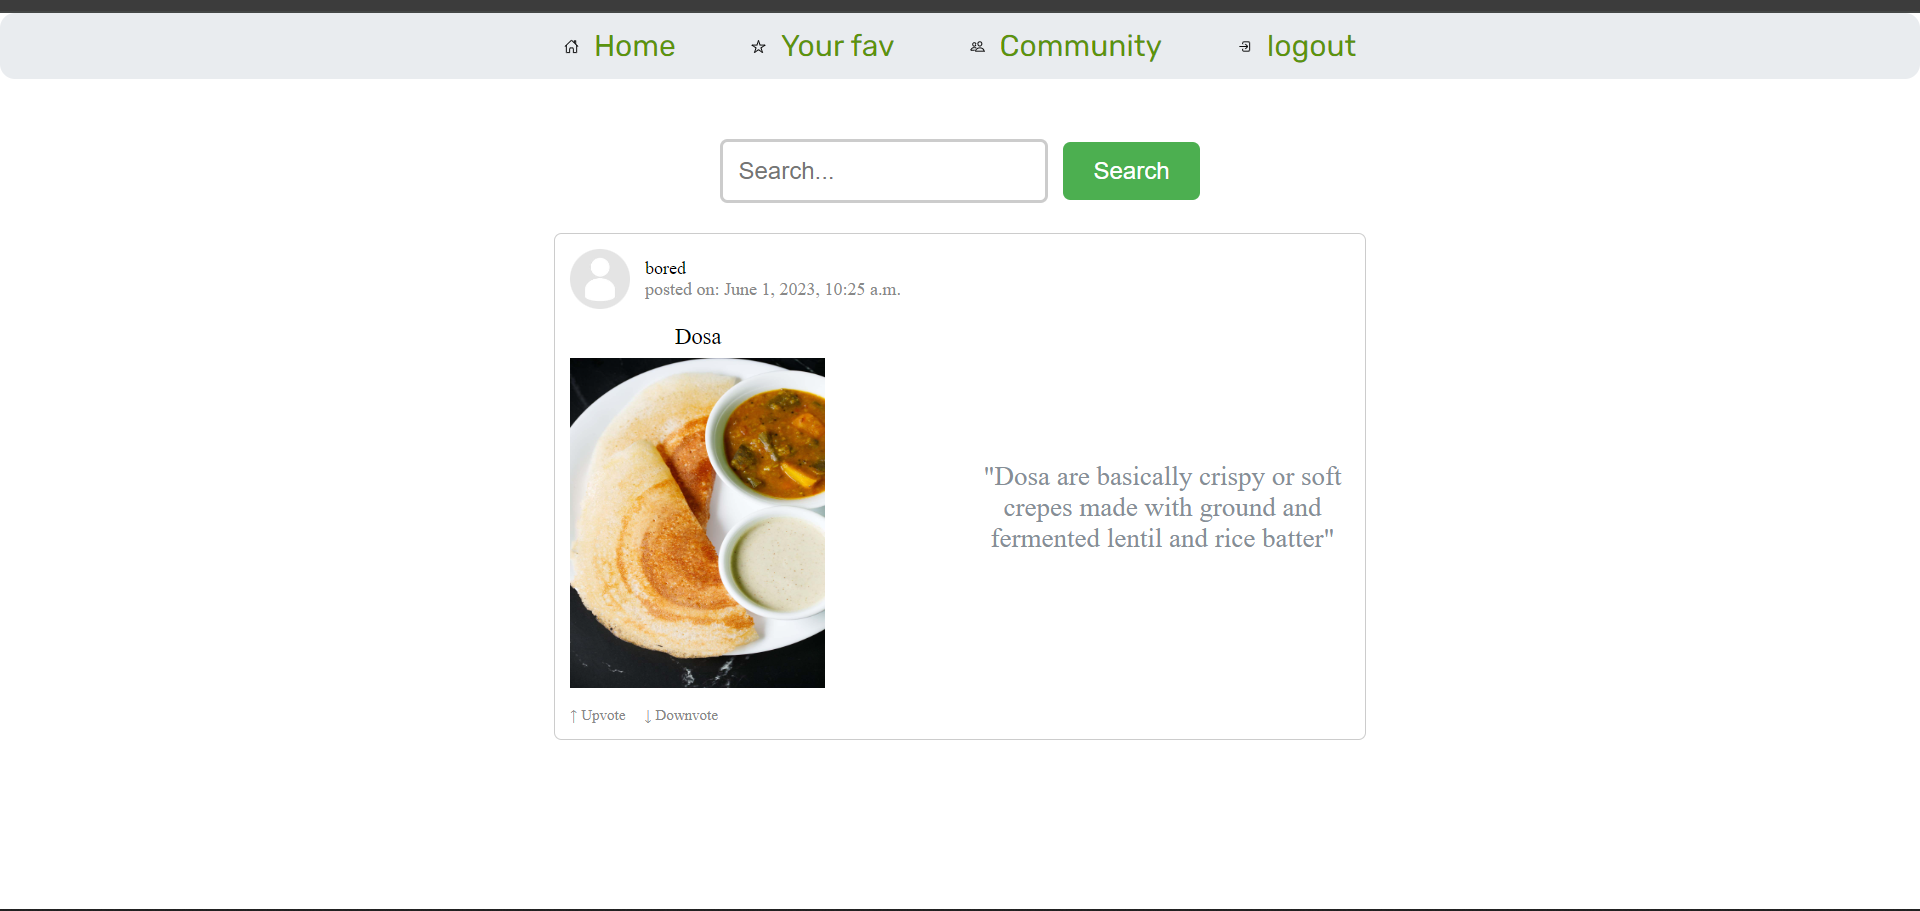 Home Your fav Community logout
Search... Search
bored
posted on: June 1, 2023, 10:25 a.m.
Dosa
"Dosa are basically crispy or soft
crepes made with ground and
fermented lentil and rice batter"
↑ Upvote ↓ Downvote